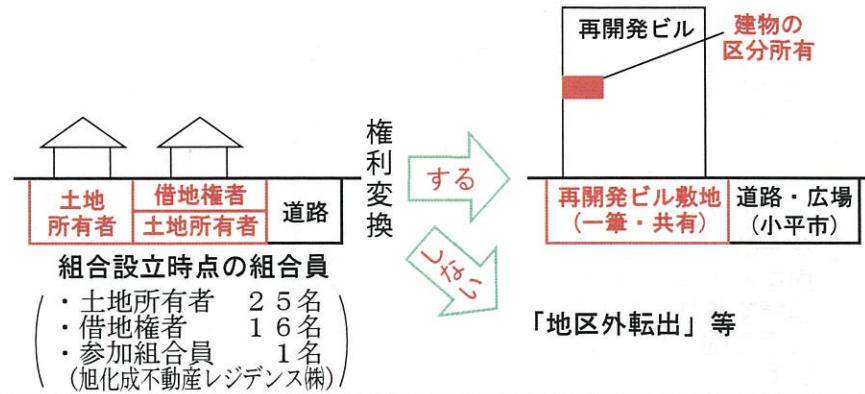 再開発ビル
建物の
区分所有
権利変換
する
しない
土地
所有者
借地権者
土地所有者
道路
再開発ビル敷地
(一筆・共有)
道路・広場
(小平市)
組合設立時点の組合員
・土地所有者 25名
・借地権者 16名
・参加組合員 1名
(旭化成不動産レジデンス㈱)
「地区外転出」等